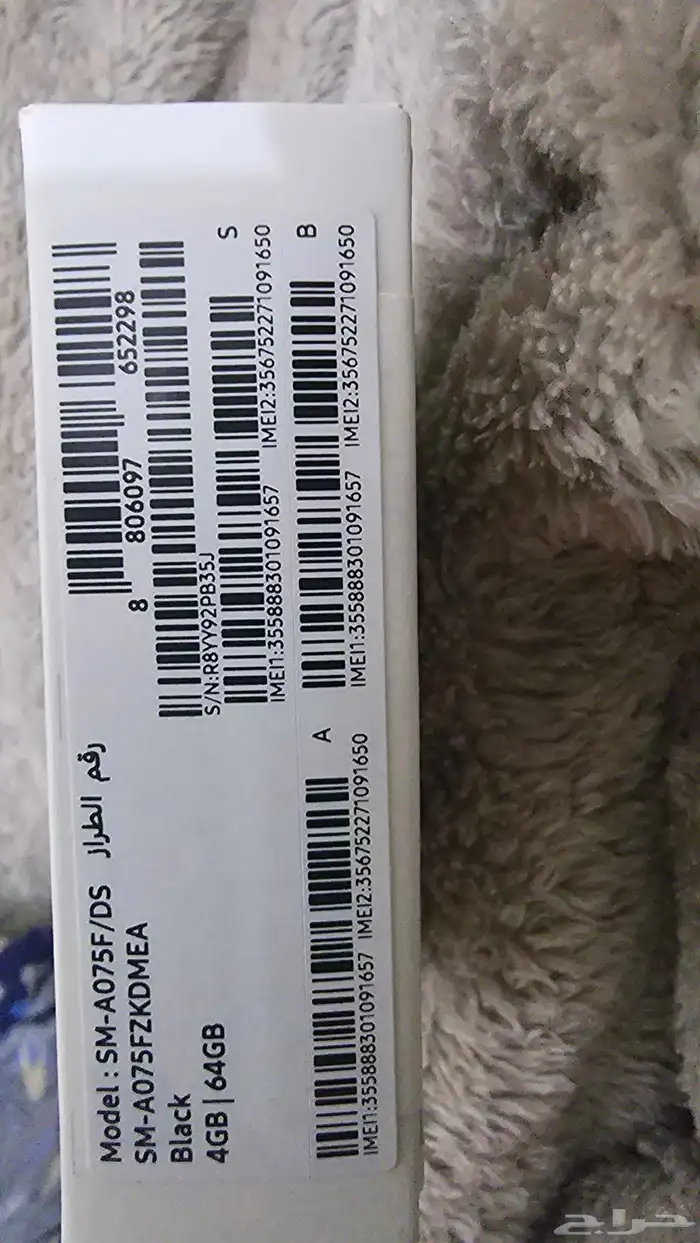 Model : SM-A075F/DS رقم الطراز
SM-A075FZKDMEA
Black
4GB | 64GB
8 806097 652298
S/N:R8YY92PB35J
S
IMEI1:355888301091657 IMEI2:356752271091650
A
IMEI1:355888301091657 IMEI2:356752271091650
B
IMEI1:355888301091657 IMEI2:356752271091650
حراج